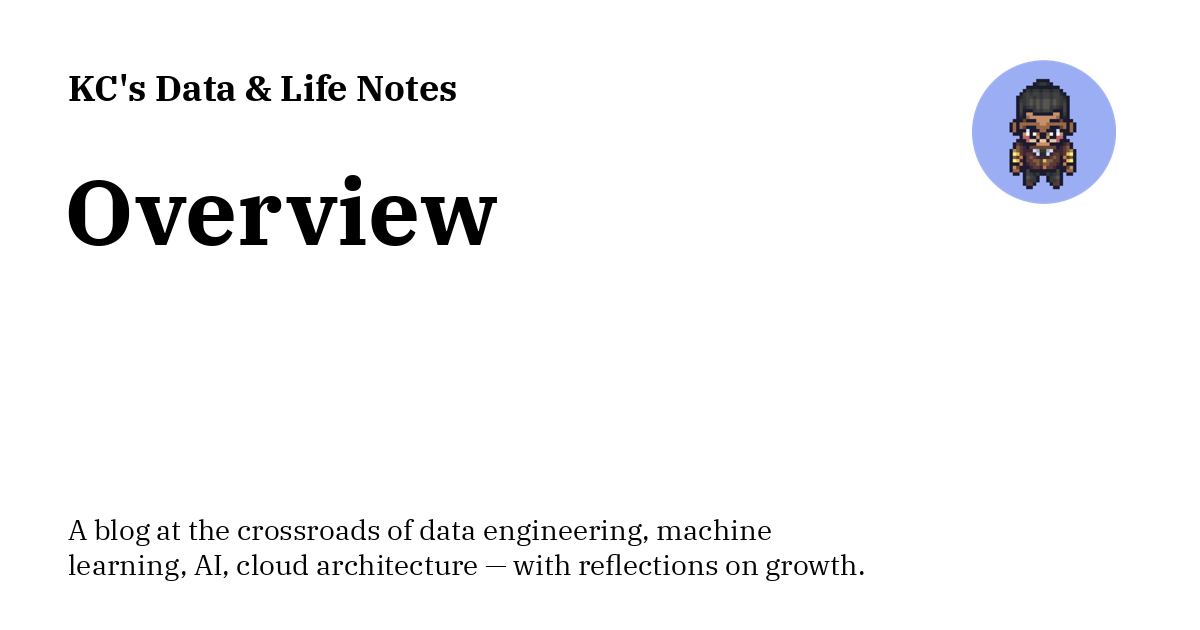 KC's Data & Life Notes
Overview
A blog at the crossroads of data engineering, machine
learning, AI, cloud architecture — with reflections on growth.